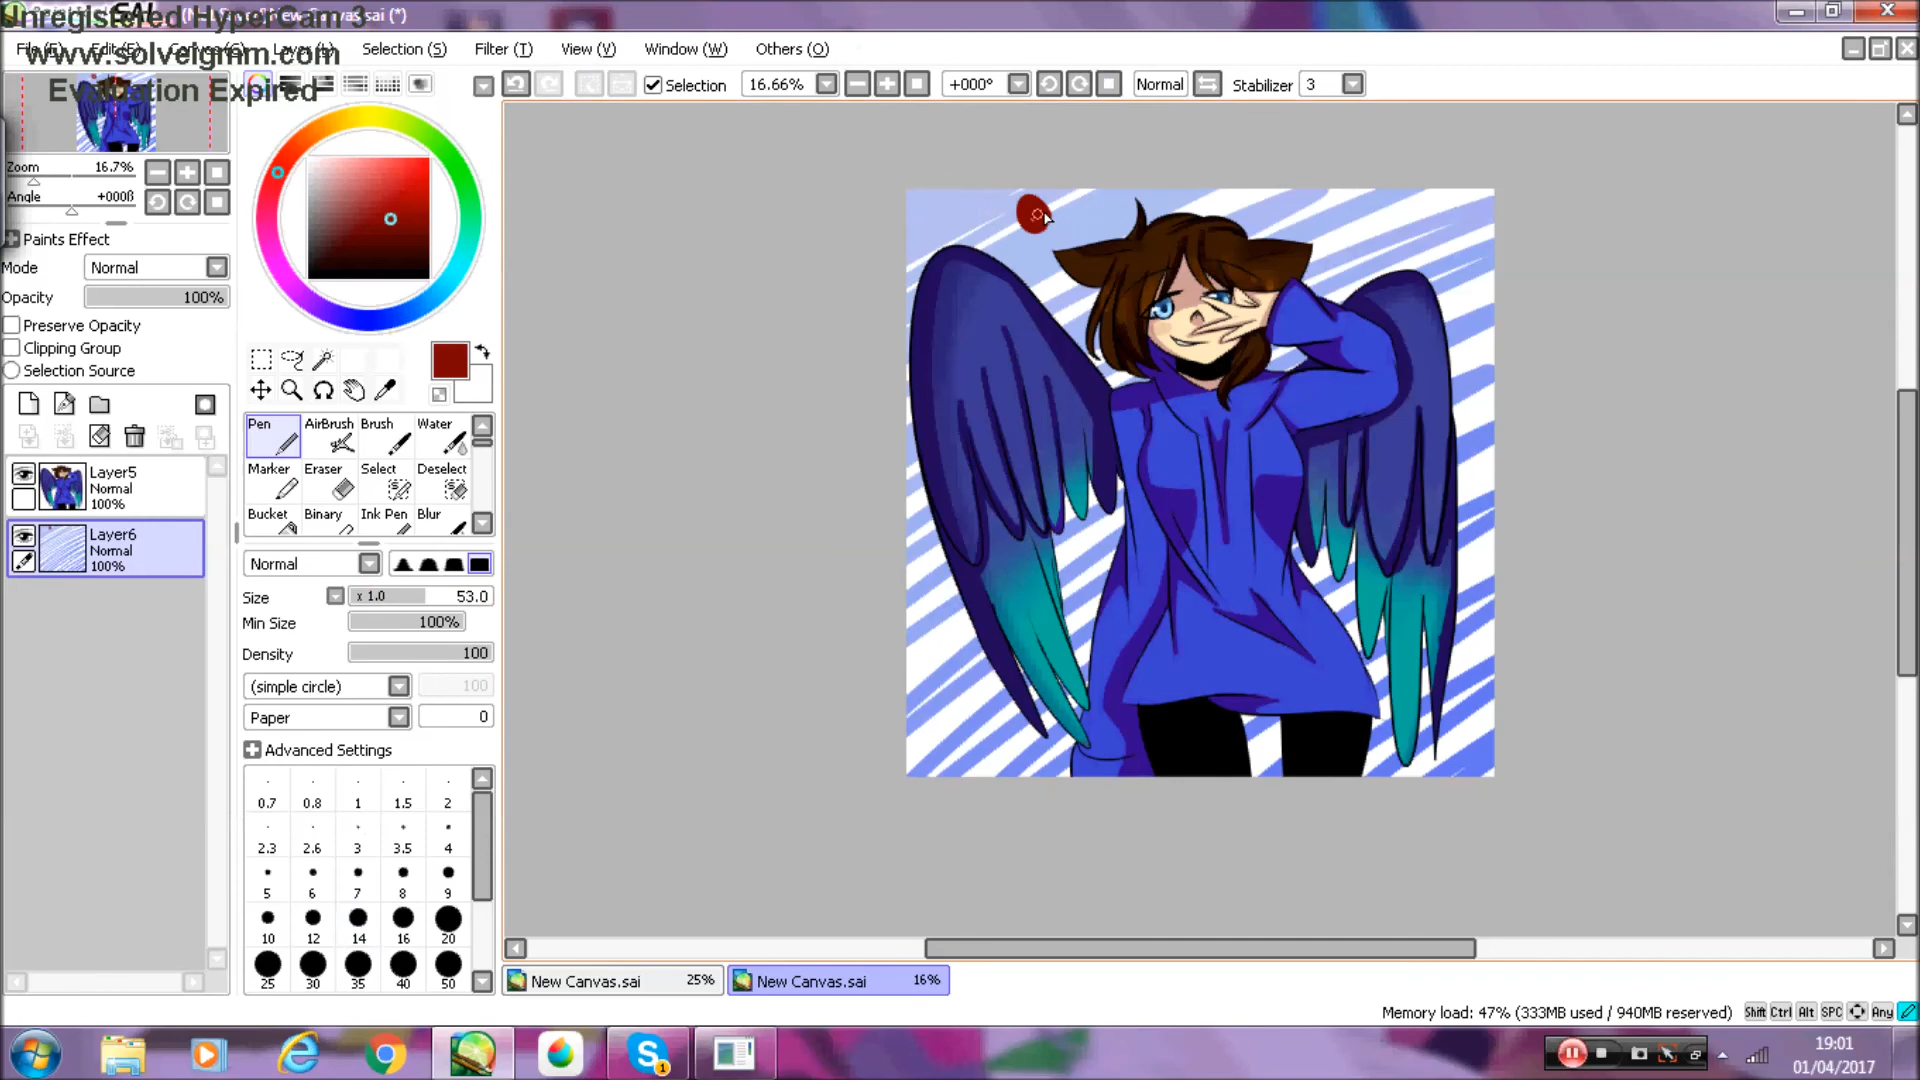 Unregistered HyperCam 3
SAI
New Canvas.sai (*)
www.solveigmm.com
Evaluation Expired
File (F) Edit (E) Canvas (C) Layer (L) Selection (S) Filter (T) View (V) Window (W) Others (O)
Selection 16.66% +000° Normal Stabilizer 3
Zoom 16.7%
Angle +000ß
Paints Effect
Mode Normal
Opacity 100%
Preserve Opacity
Clipping Group
Selection Source
Layer5
Normal
100%
Layer6
Normal
100%
Pen AirBrush Brush Water
Marker Eraser Select Deselect
Bucket Binary Ink Pen Blur
Normal
Size x 1.0 53.0
Min Size 100%
Density 100
(simple circle) 100
Paper 0
Advanced Settings
0.7 0.8 1 1.5 2
2.3 2.6 3 3.5 4
5 6 7 8 9
10 12 14 16 20
25 30 35 40 50
New Canvas.sai 25% New Canvas.sai 16%
Memory load: 47% (333MB used / 940MB reserved) Shift Ctrl Alt SPC Any
19:01
01/04/2017